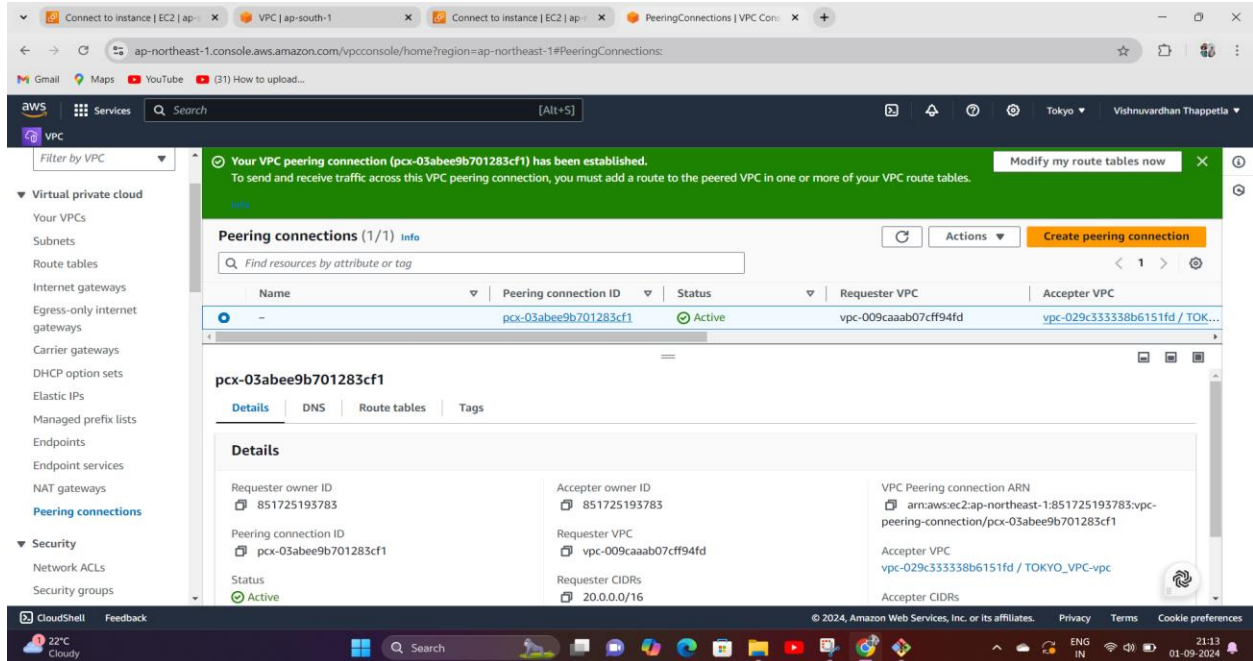 Connect to instance | EC2 | ap-
VPC | ap-south-1
Connect to instance | EC2 | ap-
PeeringConnections | VPC Con
ap-northeast-1.console.aws.amazon.com/vpcconsole/home?region=ap-northeast-1#PeeringConnections:
Gmail
Maps
YouTube
(31) How to upload...
aws
Services
Search
[Alt+S]
Tokyo
Vishnuvardhan Thappetla
VPC
Filter by VPC
Virtual private cloud
Your VPCs
Subnets
Route tables
Internet gateways
Egress-only internet
gateways
Carrier gateways
DHCP option sets
Elastic IPs
Managed prefix lists
Endpoints
Endpoint services
NAT gateways
Peering connections
Security
Network ACLs
Security groups
Your VPC peering connection (pcx-03abee9b701283cf1) has been established.
To send and receive traffic across this VPC peering connection, you must add a route to the peered VPC in one or more of your VPC route tables.
Info
Modify my route tables now
Peering connections (1/1) Info
Actions
Create peering connection
Find resources by attribute or tag
1
Name
Peering connection ID
Status
Requester VPC
Accepter VPC
–
pcx-03abee9b701283cf1
Active
vpc-009caaab07cff94fd
vpc-029c333338b6151fd / TOK...
pcx-03abee9b701283cf1
Details
DNS
Route tables
Tags
Details
Requester owner ID
851725193783
Peering connection ID
pcx-03abee9b701283cf1
Status
Active
Accepter owner ID
851725193783
Requester VPC
vpc-009caaab07cff94fd
Requester CIDRs
20.0.0.0/16
VPC Peering connection ARN
arn:aws:ec2:ap-northeast-1:851725193783:vpc-
peering-connection/pcx-03abee9b701283cf1
Accepter VPC
vpc-029c333338b6151fd / TOKYO_VPC-vpc
Accepter CIDRs
CloudShell
Feedback
© 2024, Amazon Web Services, Inc. or its affiliates.
Privacy
Terms
Cookie preferences
1
22°C
Cloudy
Search
ENG
IN
21:13
01-09-2024